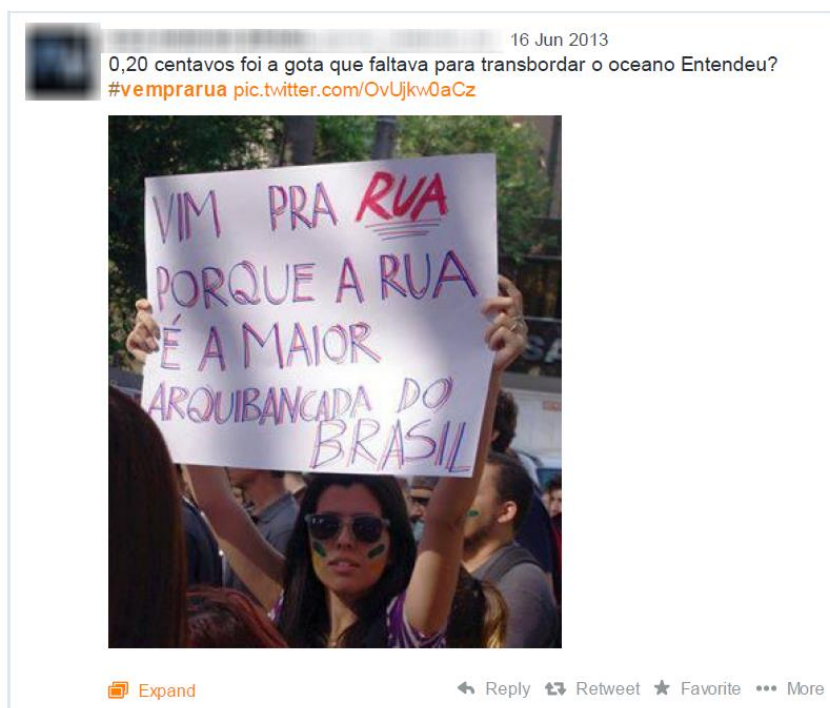 16 Jun 2013
0,20 centavos foi a gota que faltava para transbordar o oceano Entendeu?
#vemprarua pic.twitter.com/OvUjkw0aCz
VIM PRA RUA
PORQUE A RUA
É A MAIOR
ARQUIBANCADA DO
BRASIL
SA
Expand Reply Retweet Favorite More